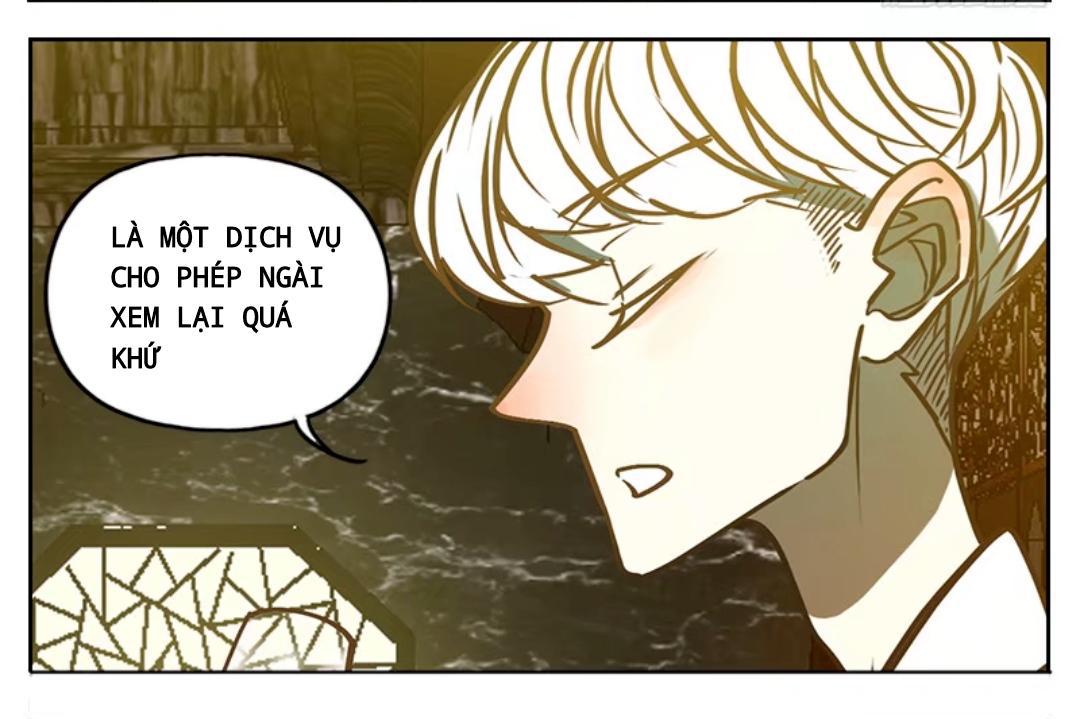 LÀ MỘT DỊCH VỤ
CHO PHÉP NGÀI
XEM LẠI QUÁ
KHỨ